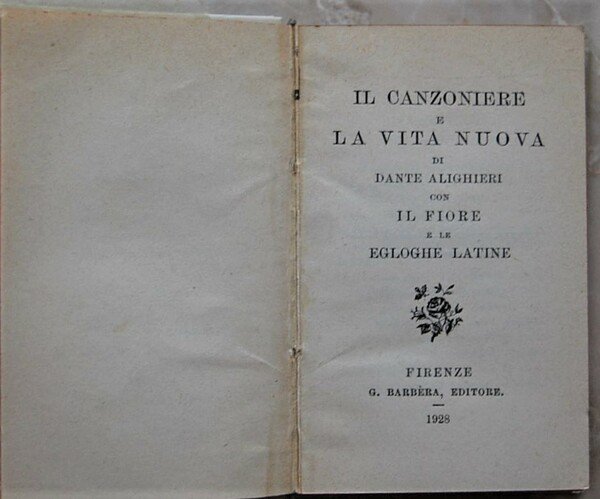 IL CANZONIERE
E
LA VITA NUOVA
DI
DANTE ALIGHIERI
CON
IL FIORE
E LE
EGLOGHE LATINE
FIRENZE
G. BARBÈRA, EDITORE.
1928